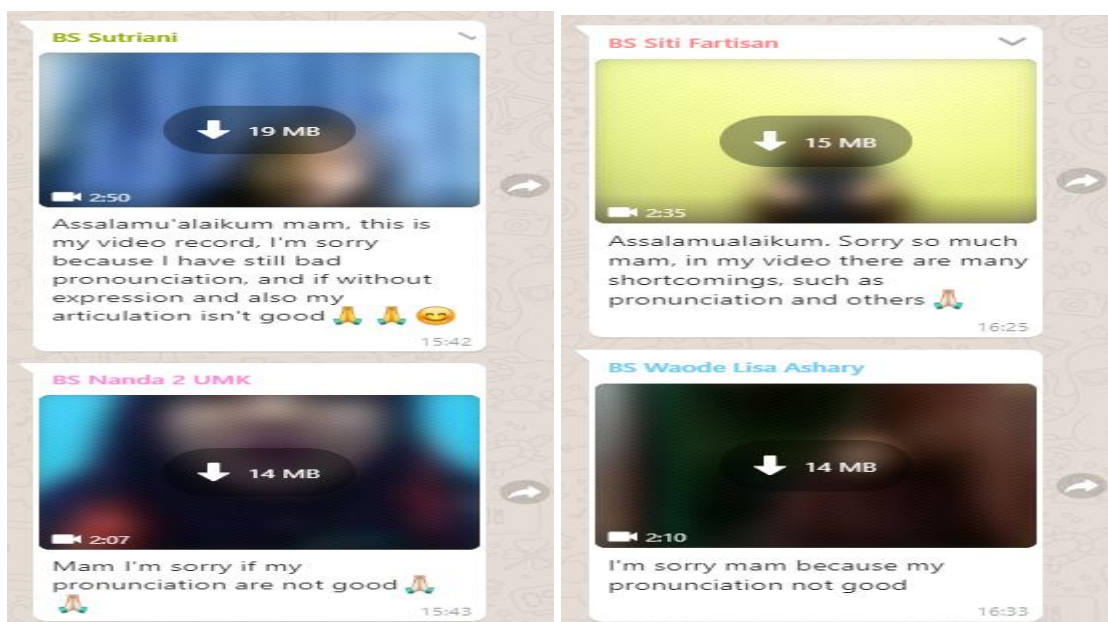 BS Sutriani
19 MB
2:50
Assalamu'alaikum mam, this is
my video record, I'm sorry
because I have still bad
pronounciation, and if without
expression and also my
articulation isn't good 🙏 🙏 😊
15:42
BS Nanda 2 UMK
14 MB
2:07
Mam I'm sorry if my
pronunciation are not good 🙏🏻
🙏🏻
15:43
BS Siti Fartisan
15 MB
2:35
Assalamualaikum. Sorry so much
mam, in my video there are many
shortcomings, such as
pronunciation and others 🙏🏻
16:25
BS Waode Lisa Ashary
14 MB
2:10
I'm sorry mam because my
pronunciation not good
16:33